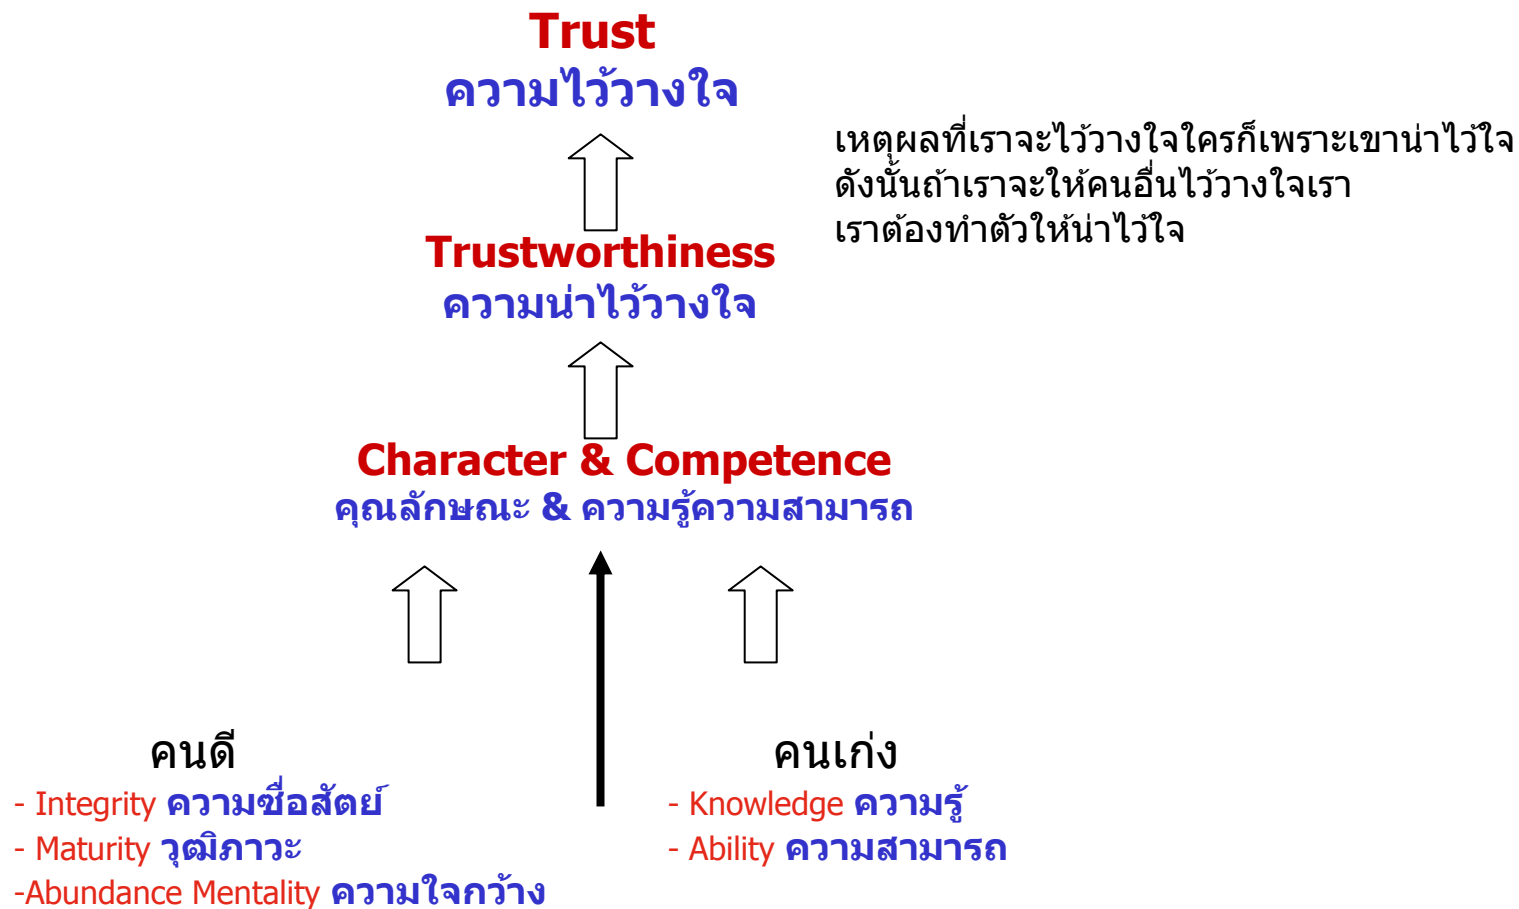 Trust
ความไว้วางใจ
เหตุผลที่เราจะไว้วางใจใครก็เพราะเขาน่าไว้ใจ
ดังนั้นถ้าเราจะให้คนอื่นไว้วางใจเรา
เราต้องทำตัวให้น่าไว้ใจ
Trustworthiness
ความน่าไว้วางใจ
Character & Competence
คุณลักษณะ & ความรู้ความสามารถ
คนดี
- Integrity ความซื่อสัตย์
- Maturity วุฒิภาวะ
-Abundance Mentality ความใจกว้าง
คนเก่ง
- Knowledge ความรู้
- Ability ความสามารถ